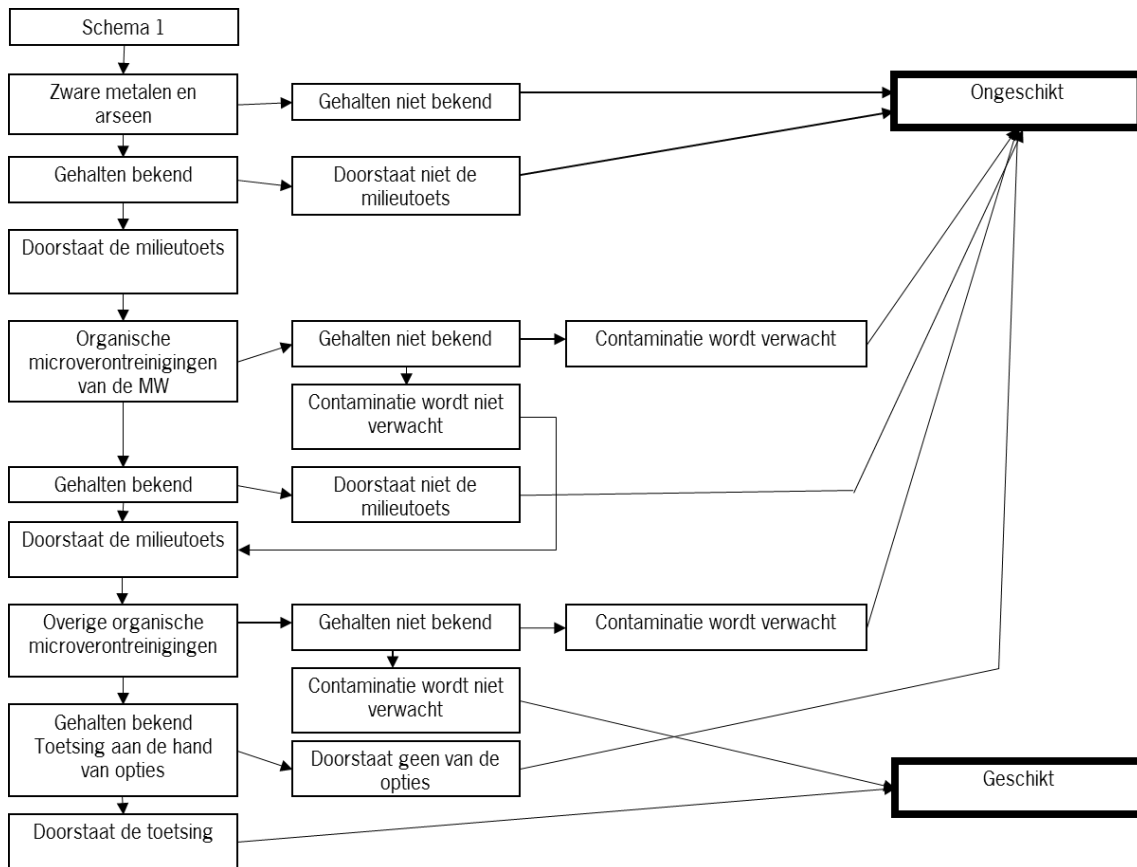 Schema 1
Zware metalen en
arseen
Gehalten niet bekend
Ongeschikt
Gehalten bekend
Doorstaat niet de
milieutoets
Doorstaat de milieutoets
Organische
microverontreinigingen
van de MW
Gehalten niet bekend
Contaminatie wordt verwacht
Contaminatie wordt niet
verwacht
Gehalten bekend
Doorstaat niet de
milieutoets
Doorstaat de milieutoets
Overige organische
microverontreinigingen
Gehalten niet bekend
Contaminatie wordt verwacht
Contaminatie wordt niet
verwacht
Gehalten bekend
Toetsing aan de hand
van opties
Doorstaat geen van de
opties
Geschikt
Doorstaat de toetsing